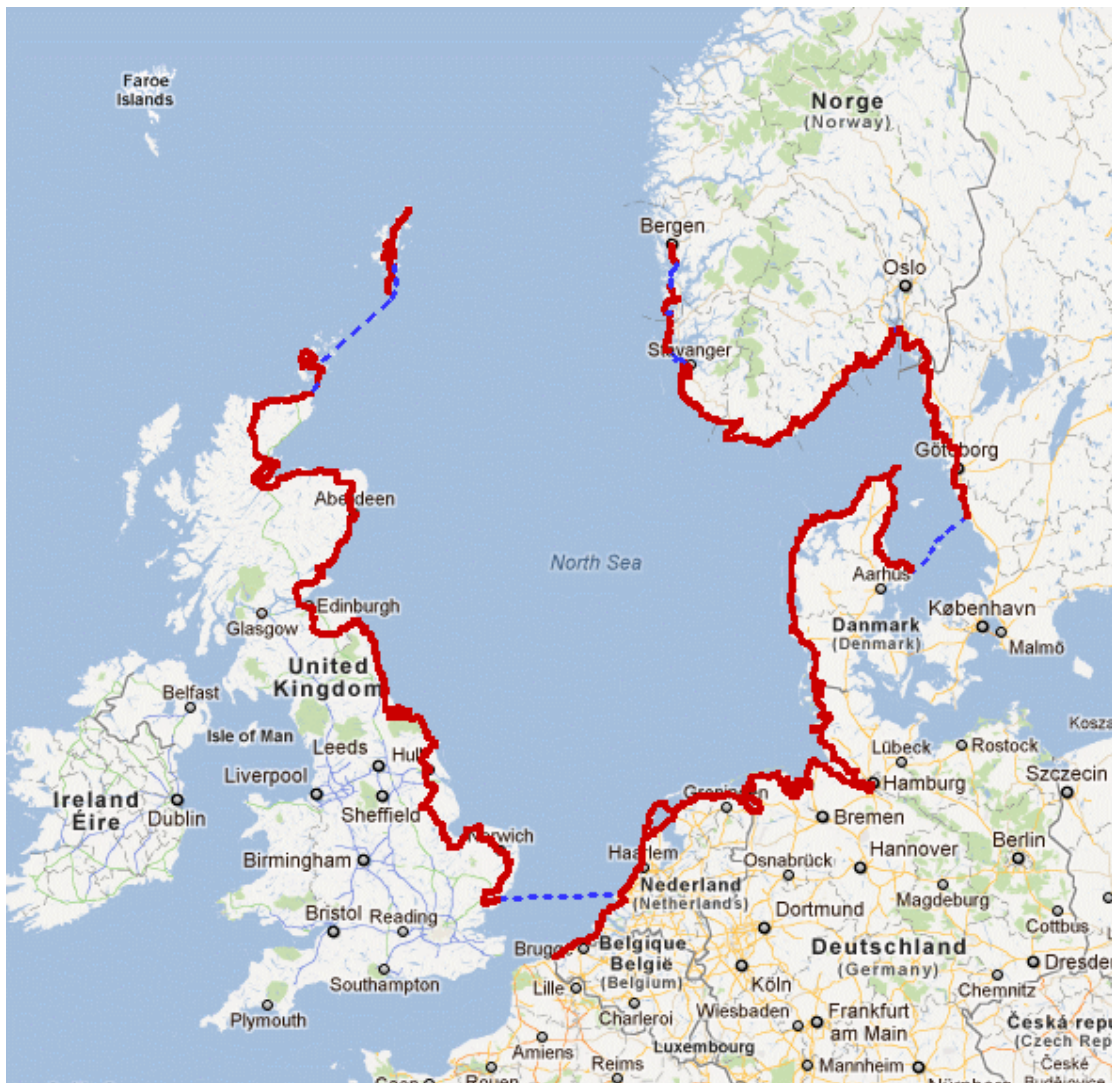 Faroe
Islands
Norge
(Norway)
Bergen
Oslo
Stavanger
Göteborg
Aberdeen
North Sea
Aarhus
Edinburgh
Glasgow
København
Danmark
(Denmark)
Malmö
United
Kingdom
Belfast
Isle of Man
Kosza
Leeds
Hull
Lübeck
Rostock
Liverpool
Hamburg
Szczecin
Ireland
Éire
Dublin
Sheffield
Groningen
Bremen
Norwich
Birmingham
Haarlem
Osnabrück
Hannover
Berlin
Nederland
(Netherlands)
Magdeburg
Bristol
Reading
Dortmund
Cottbus
Brugge
Belgique
België
(Belgium)
Deutschland
(Germany)
Dresden
Southampton
Lille
Köln
Chemnitz
Plymouth
Charleroi
Wiesbaden
Frankfurt
am Main
Česká repu
(Czech Rep
Amiens
Luxembourg
Reims
Mannheim
České